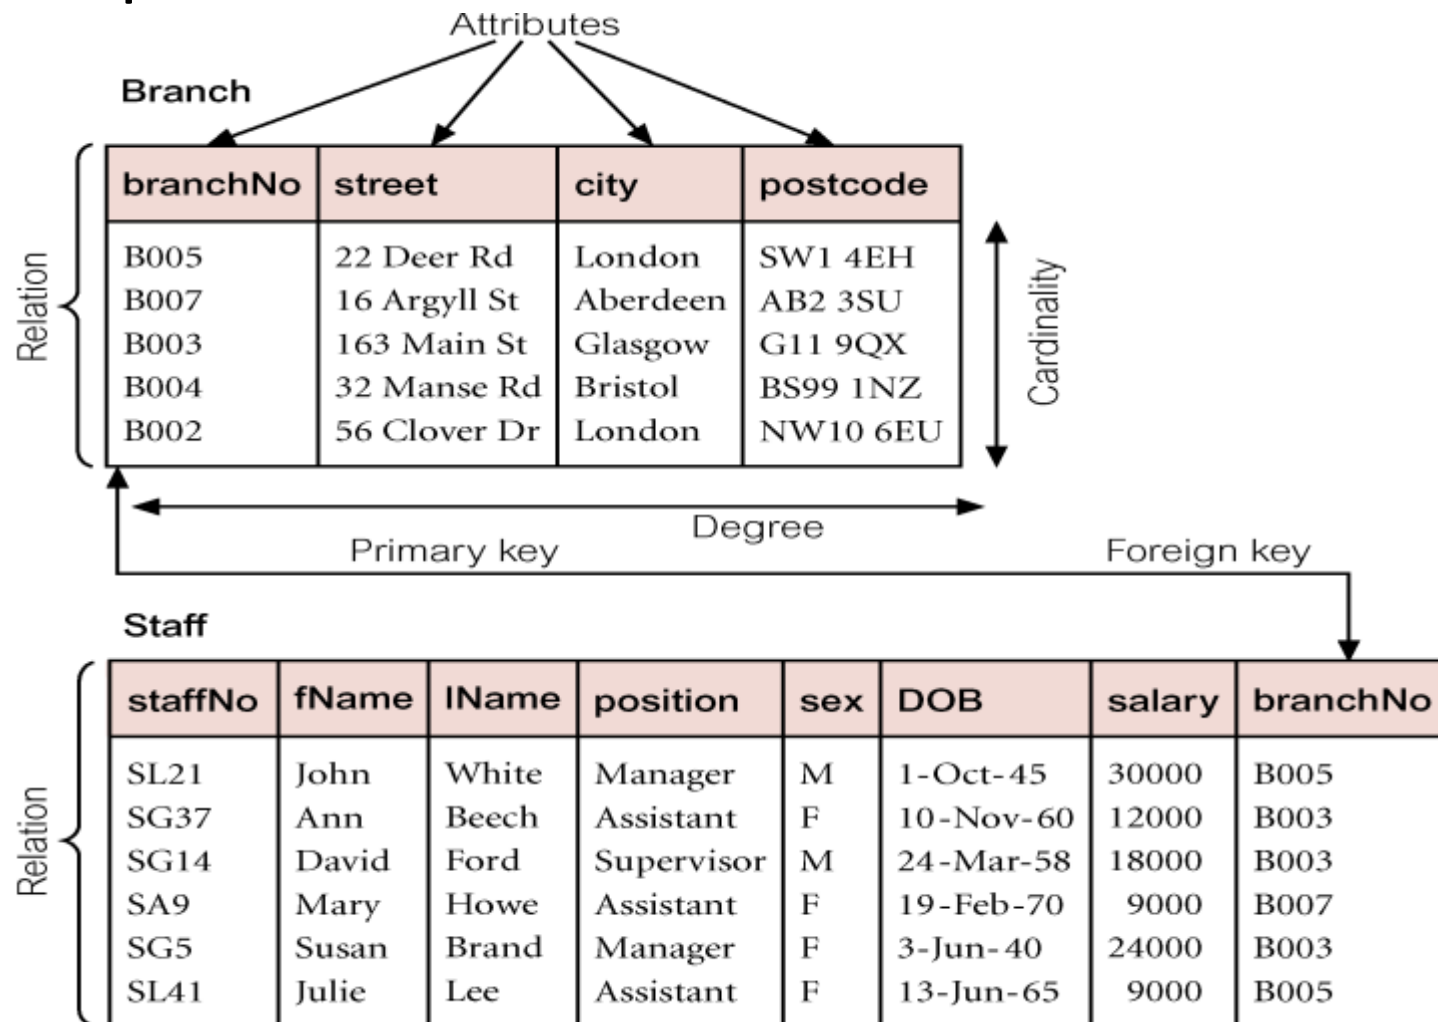 Attributes
Branch
branchNo street city postcode
B005 22 Deer Rd London SW1 4EH
B007 16 Argyll St Aberdeen AB2 3SU
B003 163 Main St Glasgow G11 9QX
B004 32 Manse Rd Bristol BS99 1NZ
B002 56 Clover Dr London NW10 6EU
Relation
Cardinality
Degree
Primary key Foreign key
Staff
staffNo fName lName position sex DOB salary branchNo
SL21 John White Manager M 1-Oct-45 30000 B005
SG37 Ann Beech Assistant F 10-Nov-60 12000 B003
SG14 David Ford Supervisor M 24-Mar-58 18000 B003
SA9 Mary Howe Assistant F 19-Feb-70 9000 B007
SG5 Susan Brand Manager F 3-Jun-40 24000 B003
SL41 Julie Lee Assistant F 13-Jun-65 9000 B005
Relation